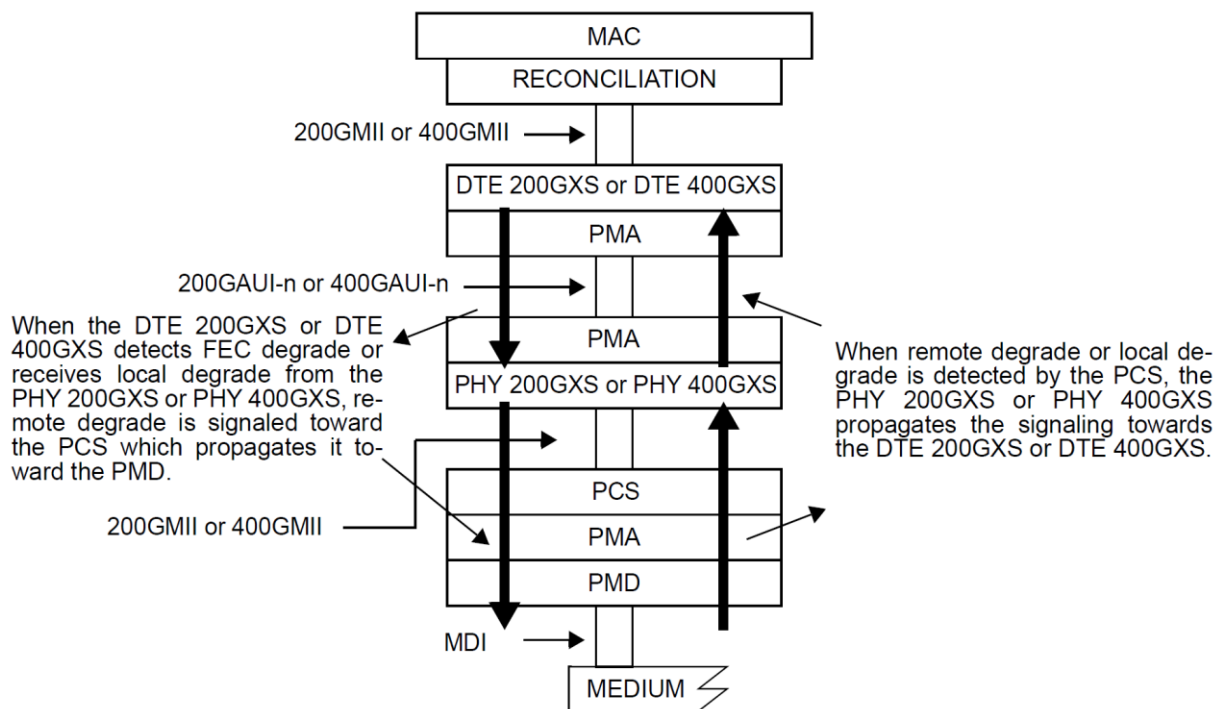 MAC
RECONCILIATION
200GMII or 400GMII
DTE 200GXS or DTE 400GXS
PMA
200GAUI-n or 400GAUI-n
When the DTE 200GXS or DTE
400GXS detects FEC degrade or
receives local degrade from the
PHY 200GXS or PHY 400GXS, re-
mote degrade is signaled toward
the PCS which propagates it to-
ward the PMD.
PMA
PHY 200GXS or PHY 400GXS
When remote degrade or local de-
grade is detected by the PCS, the
PHY 200GXS or PHY 400GXS
propagates the signaling towards
the DTE 200GXS or DTE 400GXS.
200GMII or 400GMII
PCS
PMA
PMD
MDI
MEDIUM